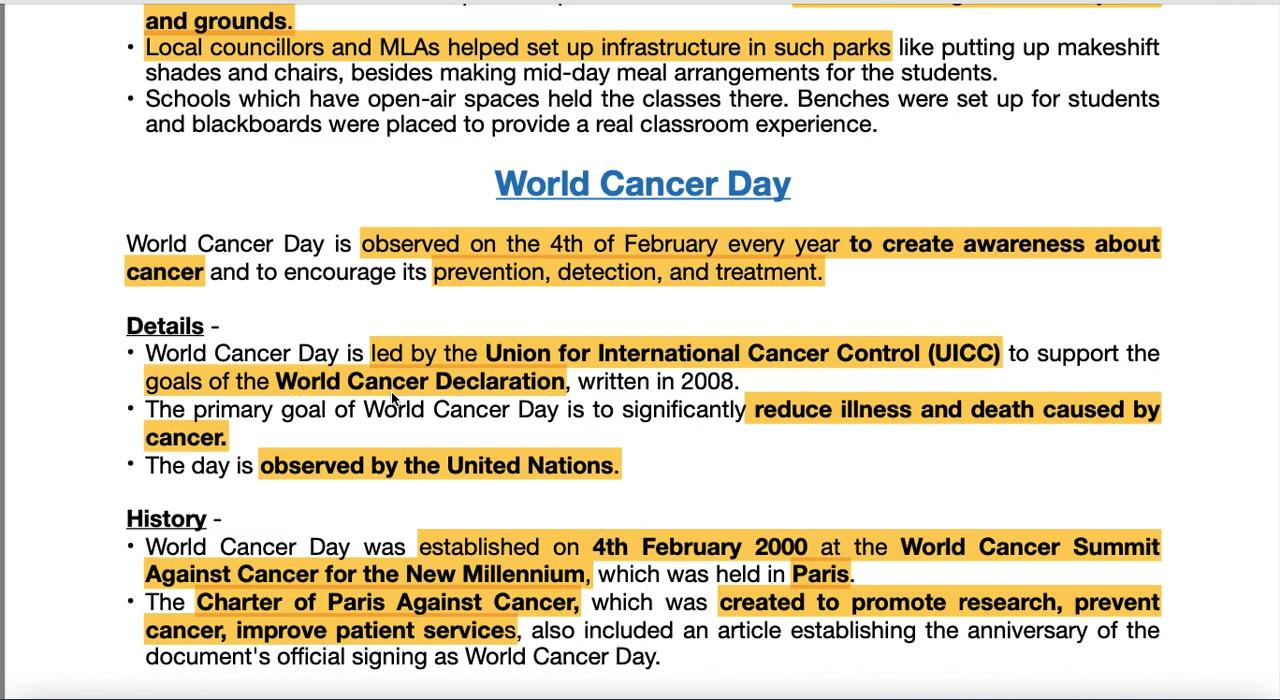 and grounds.
• Local councillors and MLAs helped set up infrastructure in such parks like putting up makeshift
shades and chairs, besides making mid-day meal arrangements for the students.
• Schools which have open-air spaces held the classes there. Benches were set up for students
and blackboards were placed to provide a real classroom experience.
World Cancer Day
World Cancer Day is observed on the 4th of February every year to create awareness about
cancer and to encourage its prevention, detection, and treatment.
Details -
• World Cancer Day is led by the Union for International Cancer Control (UICC) to support the
goals of the World Cancer Declaration, written in 2008.
• The primary goal of World Cancer Day is to significantly reduce illness and death caused by
cancer.
• The day is observed by the United Nations.
History -
• World Cancer Day was established on 4th February 2000 at the World Cancer Summit
Against Cancer for the New Millennium, which was held in Paris.
• The Charter of Paris Against Cancer, which was created to promote research, prevent
cancer, improve patient services, also included an article establishing the anniversary of the
document's official signing as World Cancer Day.